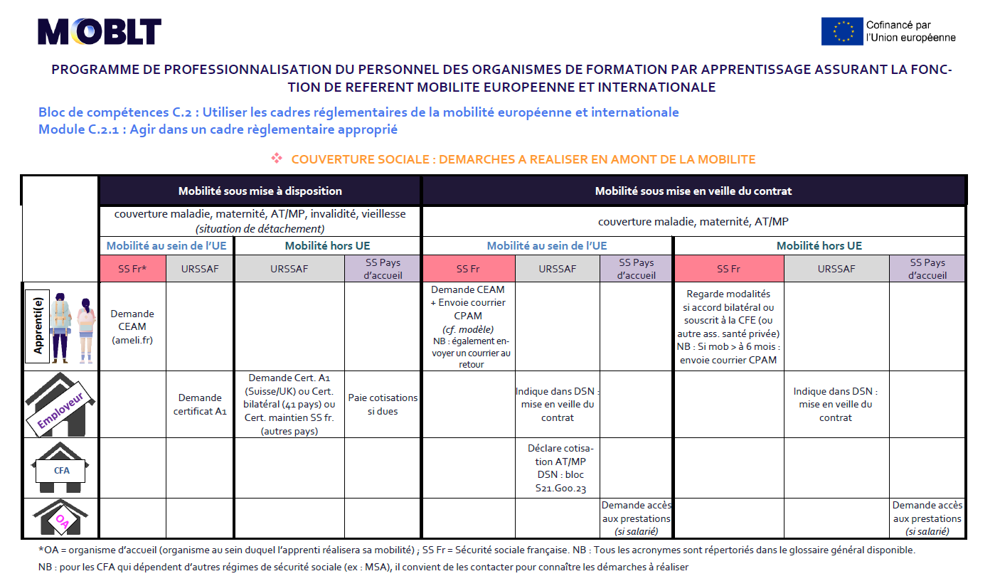 MOBLT
Cofinancé par
l'Union européenne
PROGRAMME DE PROFESSIONNALISATION DU PERSONNEL DES ORGANISMES DE FORMATION PAR APPRENTISSAGE ASSURANT LA FONC-
TION DE REFERENT MOBILITE EUROPEENNE ET INTERNATIONALE
Bloc de compétences C.2 : Utiliser les cadres réglementaires de la mobilité européenne et internationale
Module C.2.1 : Agir dans un cadre règlementaire approprié
❖ COUVERTURE SOCIALE : DEMARCHES A REALISER EN AMONT DE LA MOBILITE
Mobilité sous mise à disposition
Mobilité sous mise en veille du contrat
couverture maladie, maternité, AT/MP, invalidité, vieillesse
(situation de détachement)
couverture maladie, maternité, AT/MP
Mobilité au sein de l'UE
Mobilité hors UE
Mobilité au sein de l'UE
Mobilité hors UE
SS Fr*
URSSAF
URSSAF
SS Pays
d'accueil
SS Fr
URSSAF
SS Pays
d'accueil
SS Fr
URSSAF
SS Pays
d'accueil
Apprenti(e)
Demande
CEAM
(ameli.fr)
Demande CEAM
+ Envoie courrier
CPAM
(cf. modèle)
NB : également en-
voyer un courrier au
retour
Regarde modalités
si accord bilatéral ou
souscrit à la CFE (ou
autre ass. santé privée)
NB : Si mob > à 6 mois :
envoie courrier CPAM
Employeur
Demande
certificat A1
Demande Cert. A1
(Suisse/UK) ou Cert.
bilatéral (41 pays) ou
Cert. maintien SS fr.
(autres pays)
Paie cotisations
si dues
Indique dans DSN :
mise en veille du
contrat
Indique dans DSN :
mise en veille du
contrat
CFA
Déclare cotisa-
tion AT/MP
DSN : bloc
S21.G00.23
OA
Demande accès
aux prestations
(si salarié)
Demande accès
aux prestations
(si salarié)
*OA = organisme d'accueil (organisme au sein duquel l'apprenti réalisera sa mobilité) ; SS Fr = Sécurité sociale française. NB : Tous les acronymes sont répertoriés dans le glossaire général disponible.
NB : pour les CFA qui dépendent d'autres régimes de sécurité sociale (ex : MSA), il convient de les contacter pour connaître les démarches à réaliser